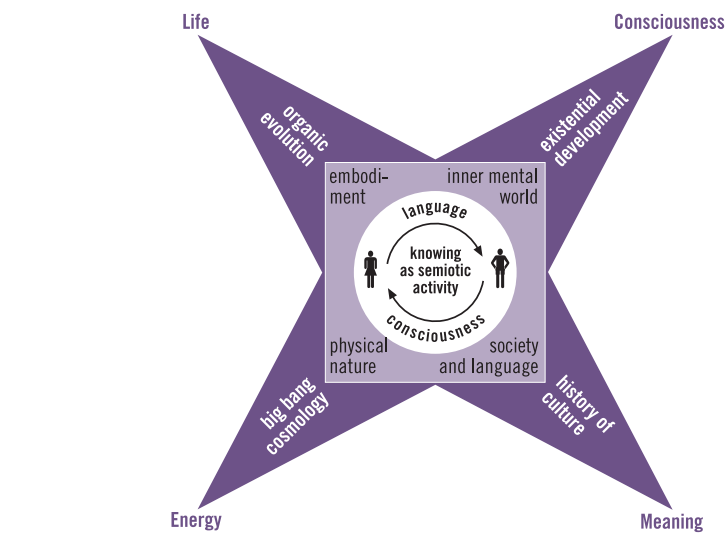 Life
Consciousness
organic
evolution
existential
development
embodi-
ment
inner mental
world
language
knowing
as semiotic
activity
consciousness
physical
nature
society
and language
big bang
cosmology
history of
culture
Energy
Meaning